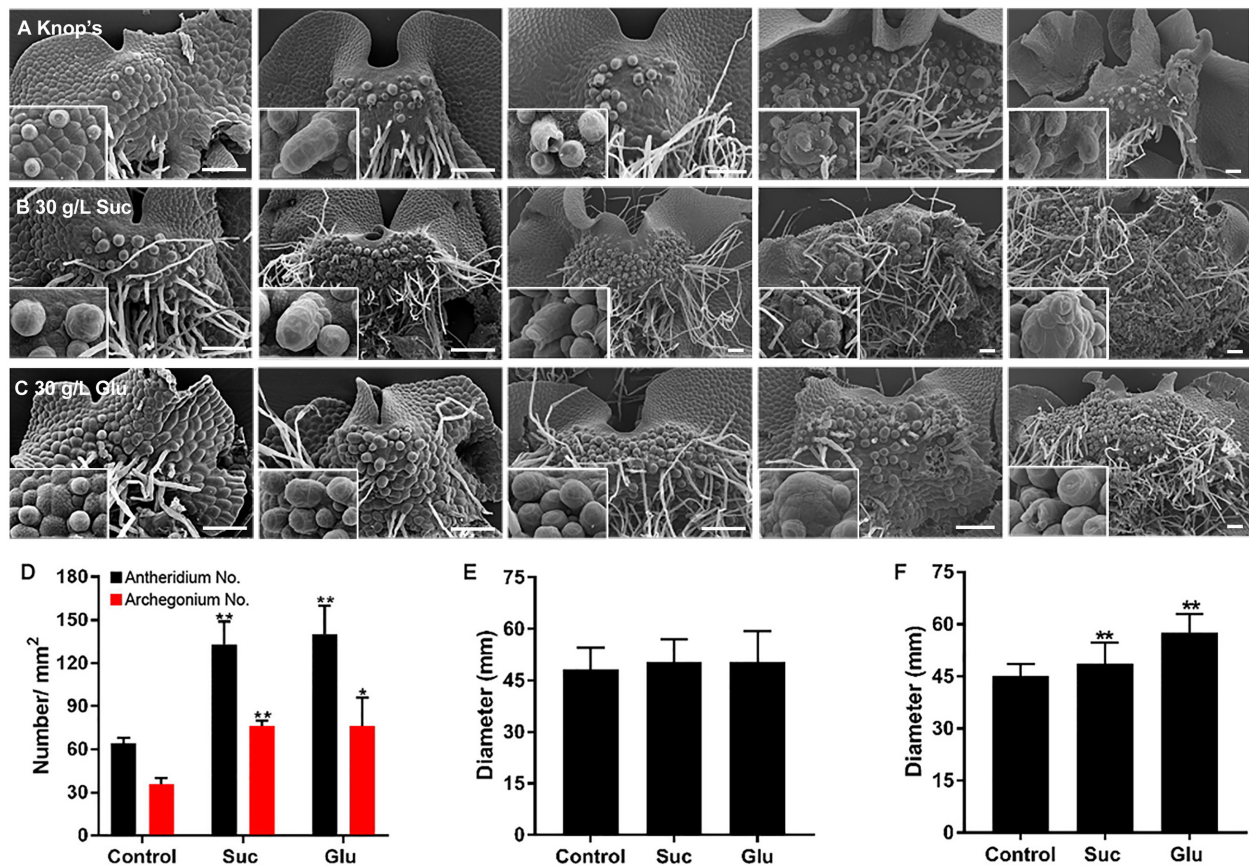 A Knop's
B 30 g/L Suc
C 30 g/L Glu
D
180
150
120
90
60
30
0
Number/ mm²
Antheridium No.
Archegonium No.
**
**
**
*
Control Suc Glu
E
75
60
45
30
15
0
Diameter (mm)
Control Suc Glu
F
75
60
45
30
15
0
Diameter (mm)
**
**
Control Suc Glu